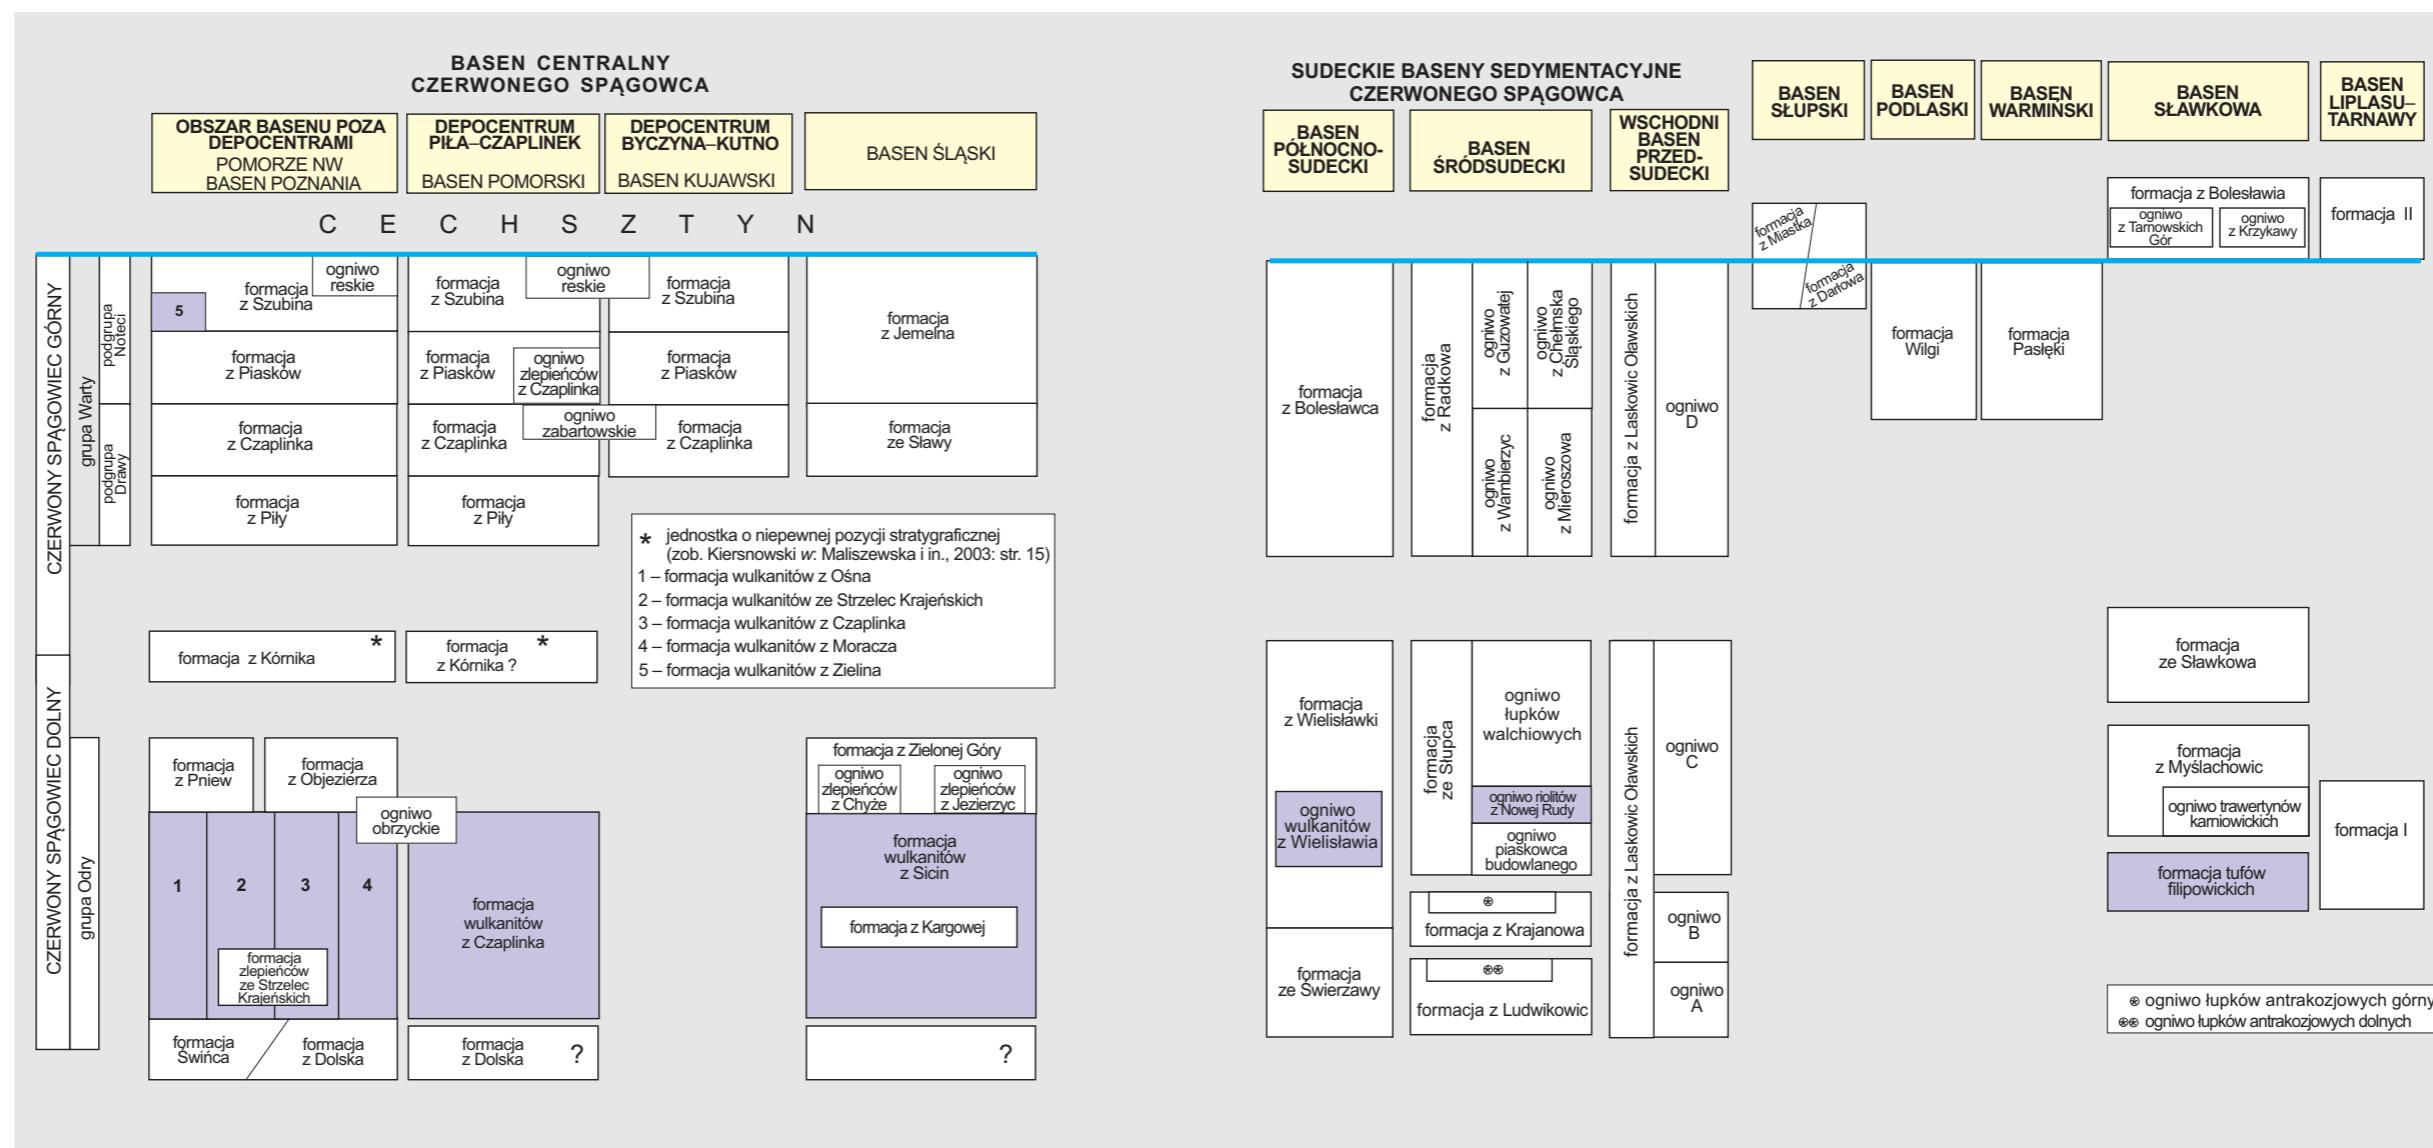 BASEN CENTRALNY
CZERWONEGO SPĄGOWCA
OBSZAR BASENU POZA
DEPOCENTRAMI
POMORZE NW
BASEN POZNANIA
DEPOCENTRUM
PIŁA–CZAPLINEK
BASEN POMORSKI
DEPOCENTRUM
BYCZYNA–KUTNO
BASEN KUJAWSKI
BASEN ŚLĄSKI
SUDECKIE BASENY SEDYMENTACYJNE
CZERWONEGO SPĄGOWCA
BASEN
PÓŁNOCNO-
SUDECKI
BASEN
ŚRÓDSUDECKI
WSCHODNI
BASEN
PRZED-
SUDECKI
BASEN
SŁUPSKI
BASEN
PODLASKI
BASEN
WARMIŃSKI
BASEN
SŁAWKOWA
BASEN
LIPLASU–
TARNAWY
C E C H S Z T Y N
CZERWONY SPĄGOWIEC GÓRNY
CZERWONY SPĄGOWIEC DOLNY
grupa Warty
grupa Odry
podgrupa
Noteci
podgrupa
Drawy
formacja
z Szubina
ogniwo
reskie
5
formacja
z Piasków
formacja
z Czaplinka
formacja
z Piły
formacja z Kórnika
*
formacja
z Pniew
formacja
z Objezierza
ogniwo
obrzyckie
1
2
3
4
formacja
zlepieńców
ze Strzelec
Krajeńskich
formacja
Świńca
formacja
z Dolska
formacja
z Szubina
ogniwo
reskie
formacja
z Piasków
ogniwo
zlepieńców
z Czaplinka
formacja
z Czaplinka
ogniwo
zabartowskie
formacja
z Piły
formacja
z Kórnika ?
*
formacja
wulkanitów
z Czaplinka
formacja
z Dolska
?
formacja
z Szubina
formacja
z Piasków
formacja
z Czaplinka
formacja
z Jemielna
formacja
ze Sławy
* jednostka o niepewnej pozycji stratygraficznej
(zob. Kiersnowski w: Maliszewska i in., 2003: str. 15)
1 – formacja wulkanitów z Ośna
2 – formacja wulkanitów ze Strzelec Krajeńskich
3 – formacja wulkanitów z Czaplinka
4 – formacja wulkanitów z Moracza
5 – formacja wulkanitów z Zielina
formacja z Zielonej Góry
ogniwo
zlepieńców
z Chyże
ogniwo
zlepieńców
z Jezierzyc
formacja
wulkanitów
z Sicin
formacja z Kargowej
?
formacja
z Bolesławca
formacja
z Wielisławki
ogniwo
wulkanitów
z Wielisławia
formacja
ze Świerzawy
formacja
z Radkowa
ogniwo
z Guzowatej
ogniwo
z Chełmska
Śląskiego
ogniwo
z Wambierzyc
ogniwo
z Mieroszowa
formacja
ze Słupca
ogniwo
łupków
walchiowych
ogniwo riolitów
z Nowej Rudy
ogniwo
piaskowca
budowlanego
⊛
formacja z Krajanowa
⊛⊛
formacja z Ludwikowic
formacja z Laskowic Oławskich
ogniwo
D
formacja z Laskowic Oławskich
ogniwo
C
ogniwo
B
ogniwo
A
formacja
z Miastka
formacja
z Darłowa
formacja
Wilgi
formacja
Pasłęki
formacja z Bolesławia
ogniwo
z Tarnowskich
Gór
ogniwo
z Krzykawy
formacja
ze Sławkowa
formacja
z Myślachowic
ogniwo trawertynów
karniowickich
formacja tufów
filipowickich
formacja II
formacja I
⊛ ogniwo łupków antrakozjowych górny
⊛⊛ ogniwo łupków antrakozjowych dolnych